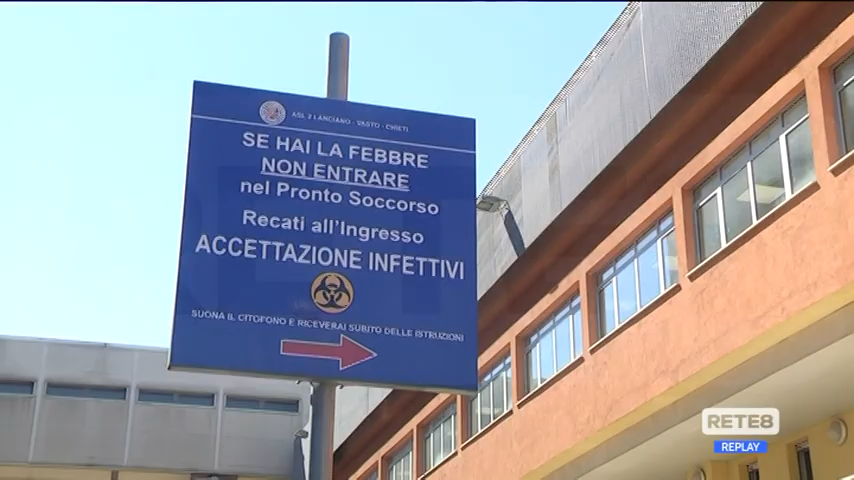 ASL 2 LANCIANO - VASTO - CHIETI
SE HAI LA FEBBRE
NON ENTRARE
nel Pronto Soccorso
Recati all'Ingresso
ACCETTAZIONE INFETTIVI
SUONA IL CITOFONO E RICEVERAI SUBITO DELLE ISTRUZIONI
RETE8
REPLAY